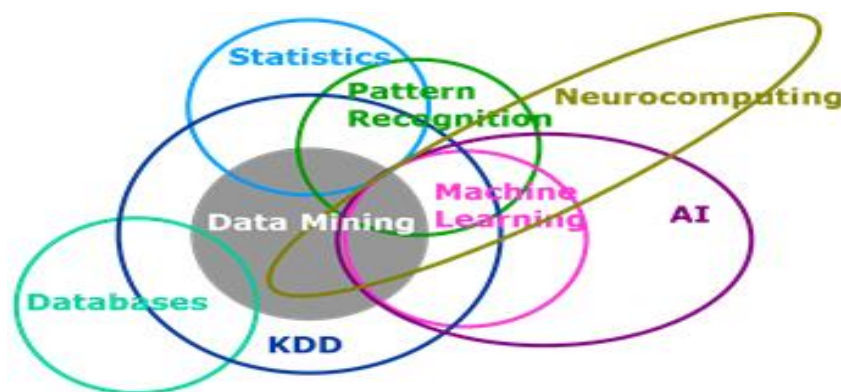 Statistics
Pattern
Recognition
Neurocomputing
Machine
Learning
AI
Data Mining
Databases
KDD